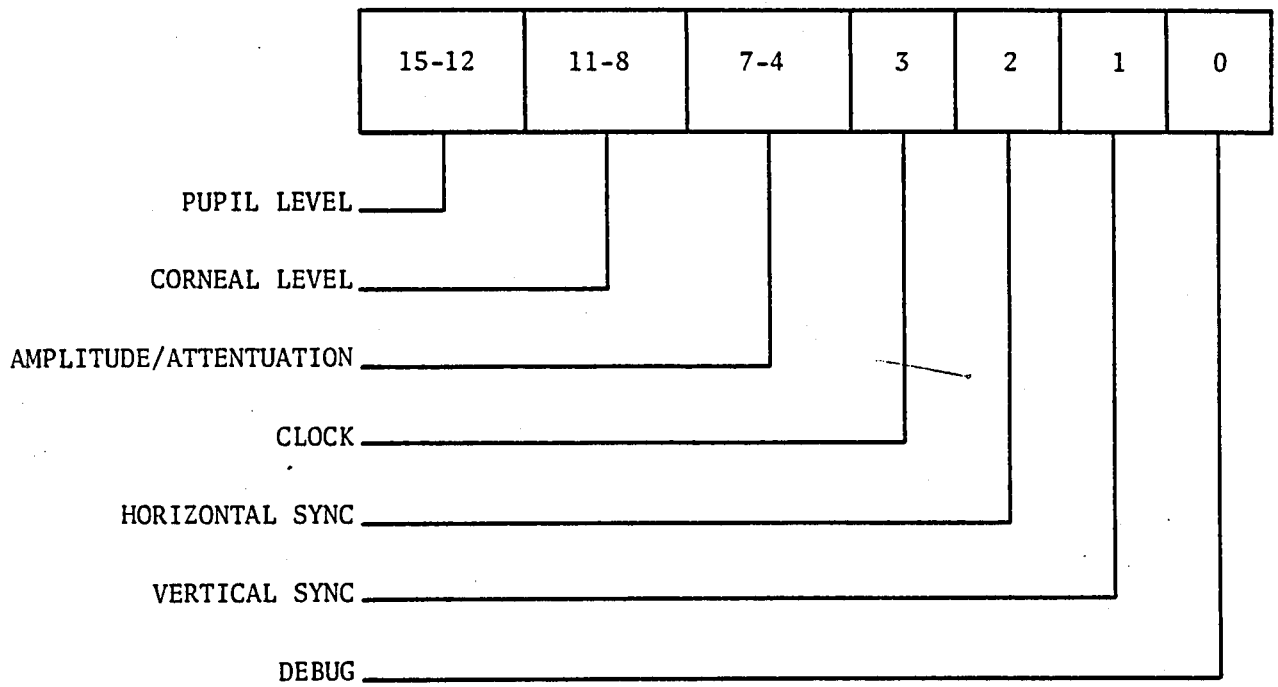 15-12 11-8 7-4 3 2 1 0
PUPIL LEVEL
CORNEAL LEVEL
AMPLITUDE/ATTENTUATION
CLOCK
HORIZONTAL SYNC
VERTICAL SYNC
DEBUG